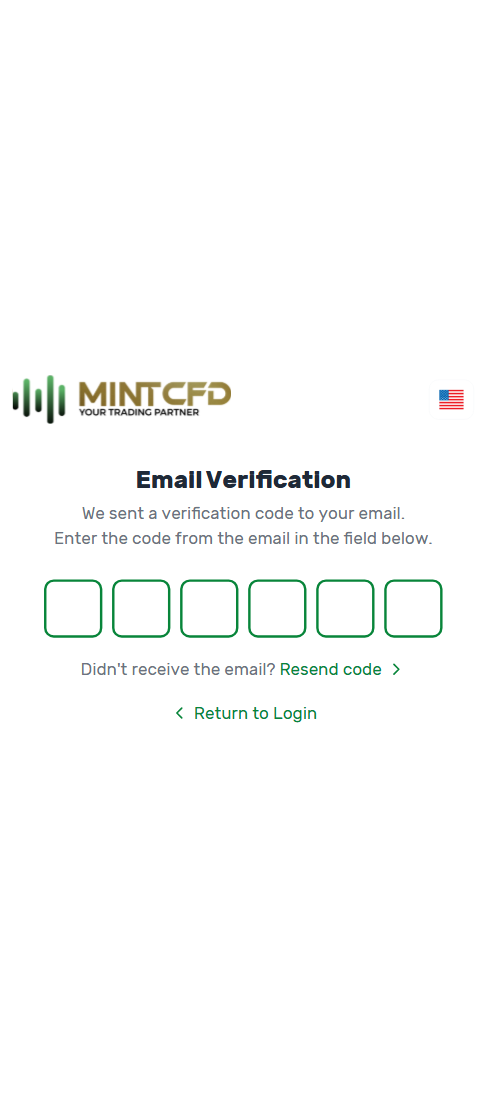 MINTCFD
YOUR TRADING PARTNER
Email Verification
We sent a verification code to your email.
Enter the code from the email in the field below.
Didn't receive the email? Resend code
Return to Login